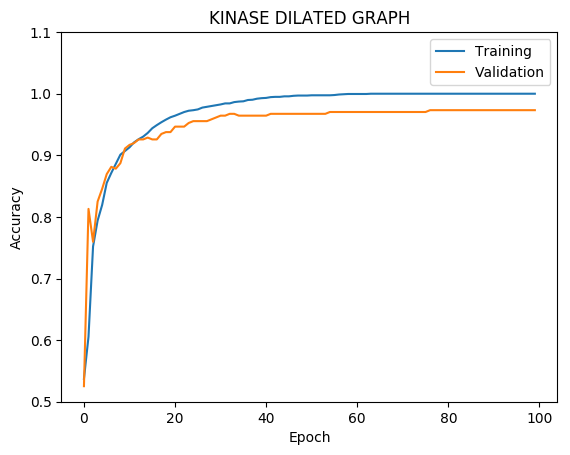 KINASE DILATED GRAPH
1.1
1.0
0.9
0.8
0.7
0.6
0.5
Accuracy
Training
Validation
0 20 40 60 80 100
Epoch